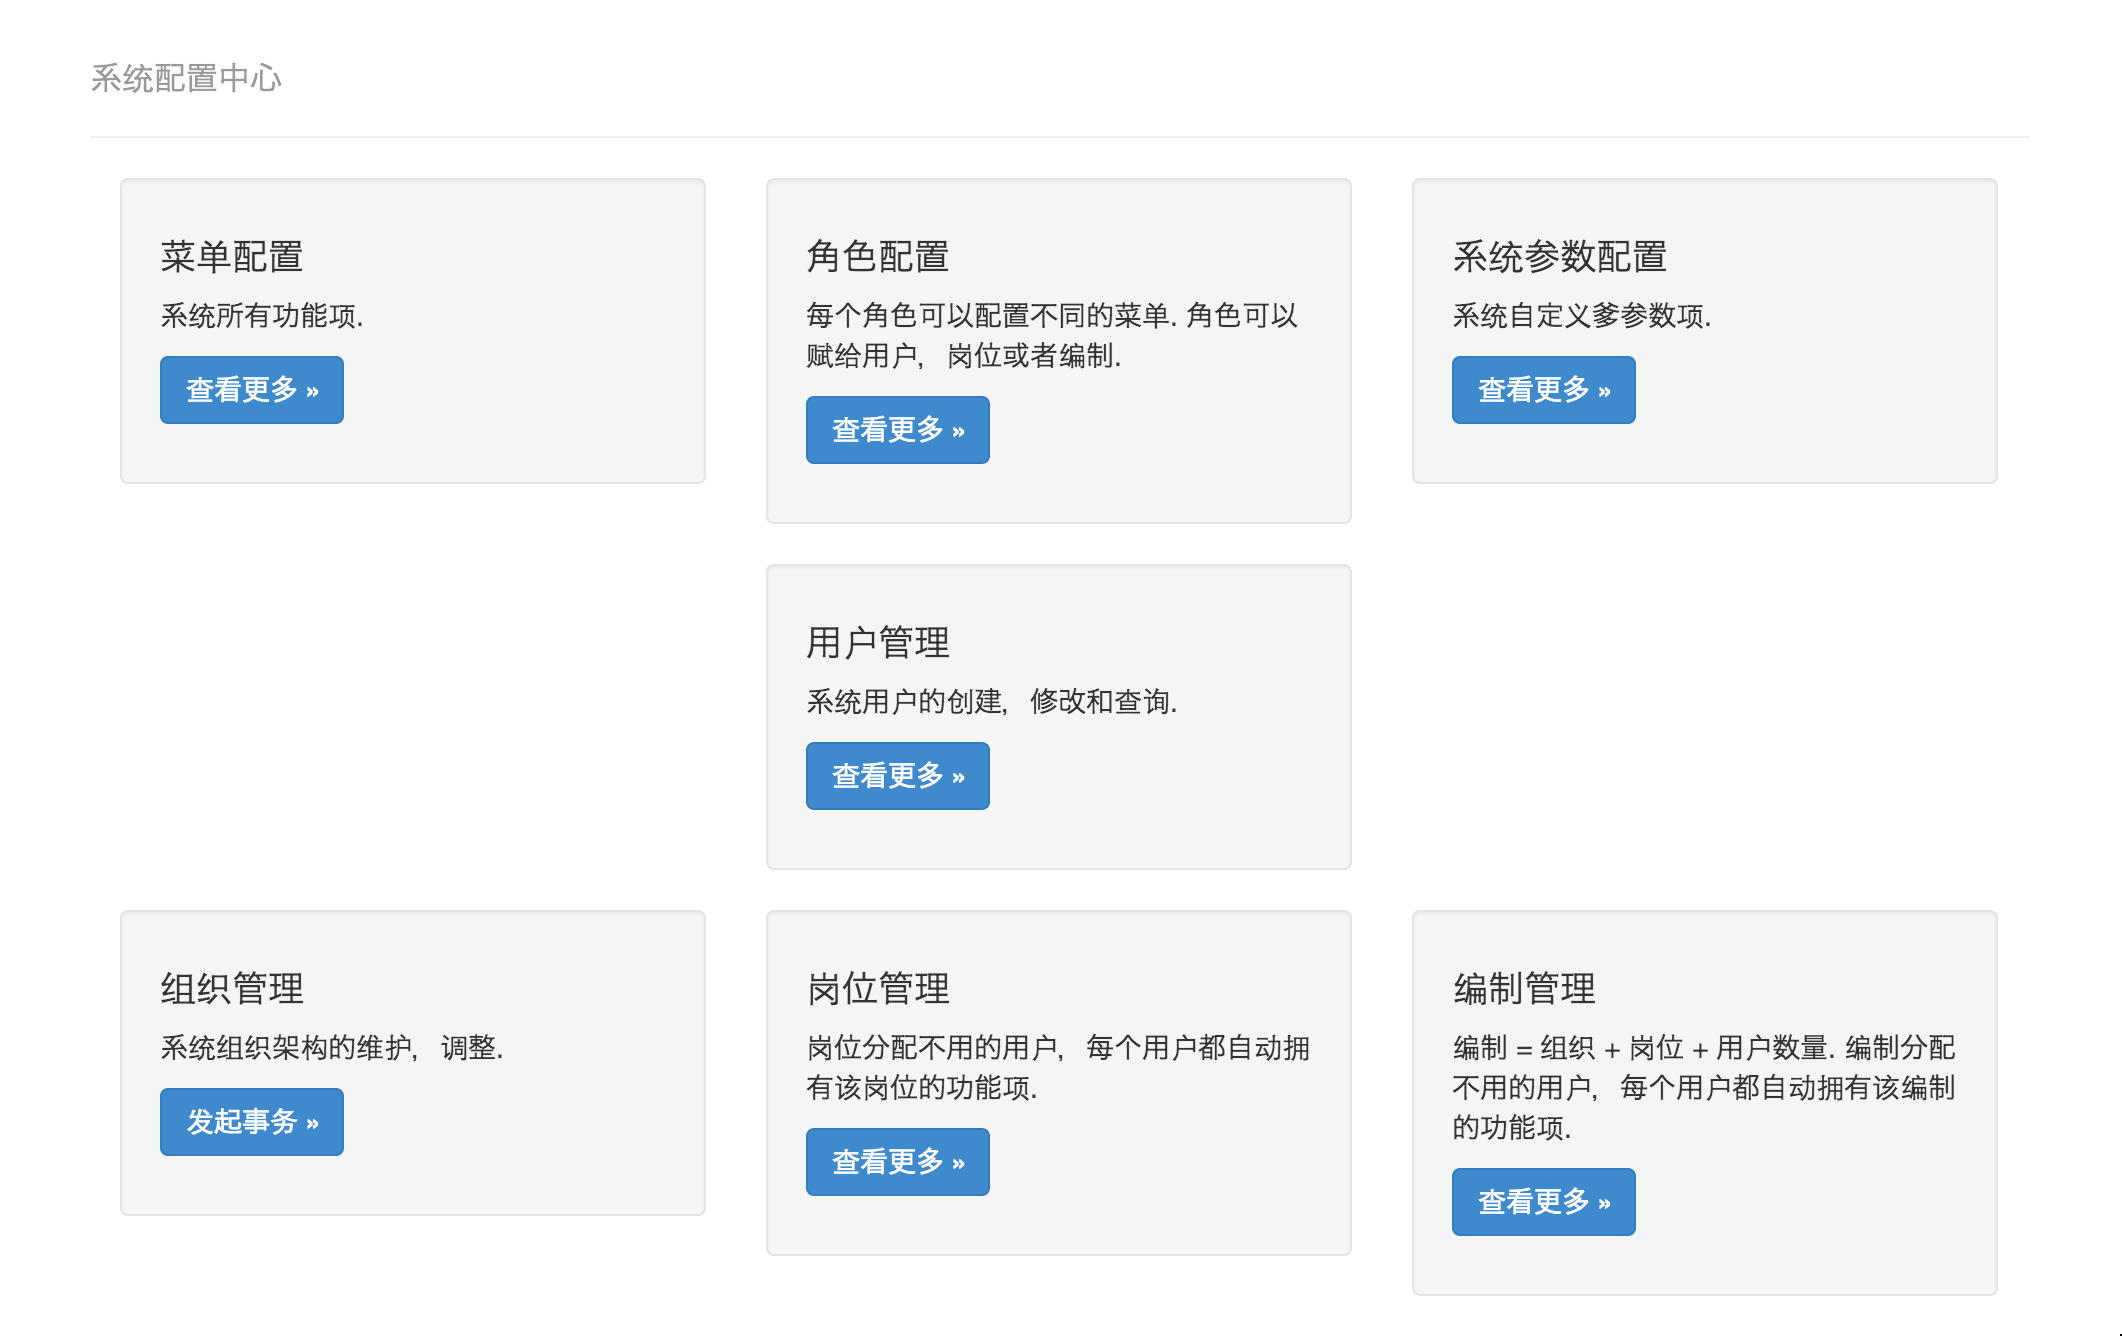 系统配置中心
菜单配置
系统所有功能项.
查看更多 »
角色配置
每个角色可以配置不同的菜单. 角色可以
赋给用户，岗位或者编制.
查看更多 »
系统参数配置
系统自定义爹参数项.
查看更多 »
用户管理
系统用户的创建，修改和查询.
查看更多 »
组织管理
系统组织架构的维护，调整.
发起事务 »
岗位管理
岗位分配不用的用户，每个用户都自动拥
有该岗位的功能项.
查看更多 »
编制管理
编制 = 组织 + 岗位 + 用户数量. 编制分配
不用的用户，每个用户都自动拥有该编制
的功能项.
查看更多 »